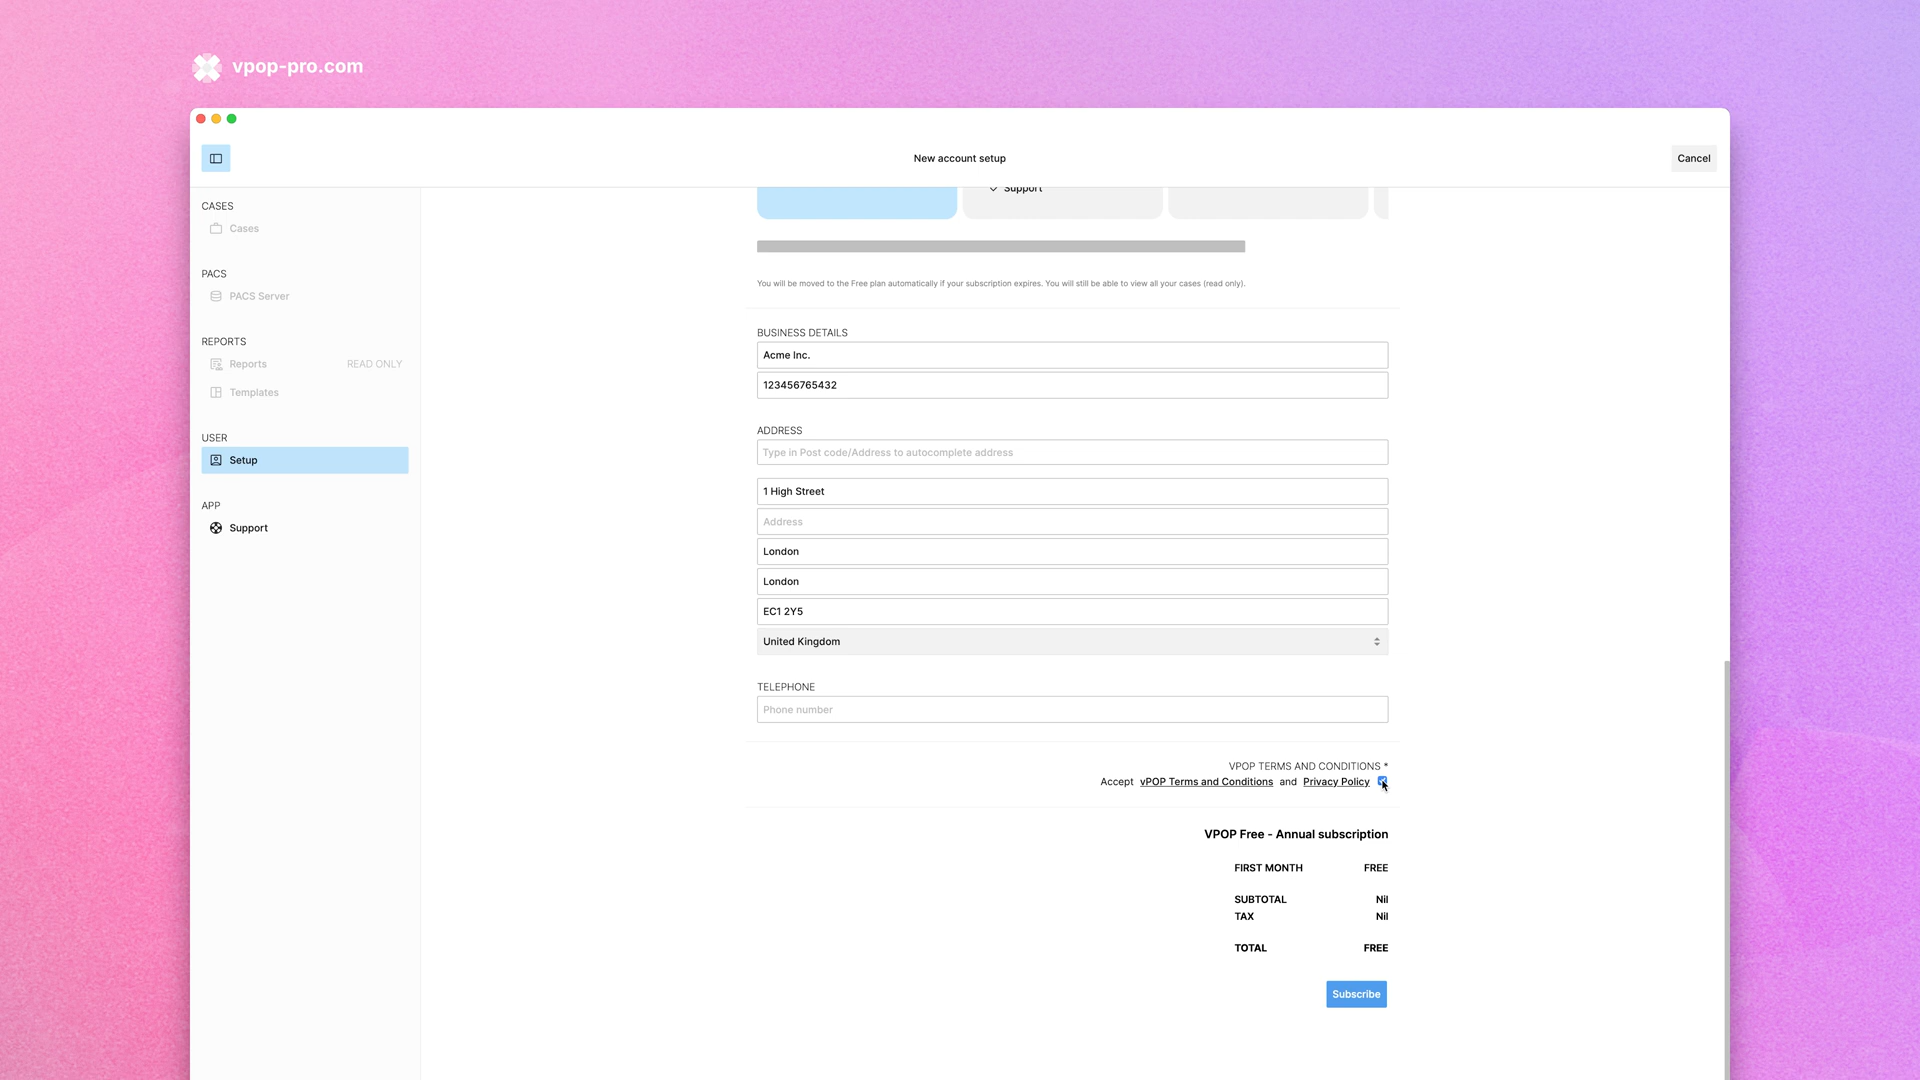 vpop-pro.com
New account setup
Cancel
CASES
Cases
PACS
PACS Server
REPORTS
Reports READ ONLY
Templates
USER
Setup
APP
Support
Support
You will be moved to the Free plan automatically if your subscription expires. You will still be able to view all your cases (read only).
BUSINESS DETAILS
Acme Inc.
123456765432
ADDRESS
Type in Post code/Address to autocomplete address
1 High Street
Address
London
London
EC1 2Y5
United Kingdom
TELEPHONE
Phone number
VPOP TERMS AND CONDITIONS *
Accept vPOP Terms and Conditions and Privacy Policy
VPOP Free - Annual subscription
FIRST MONTH FREE
SUBTOTAL Nil
TAX Nil
TOTAL FREE
Subscribe